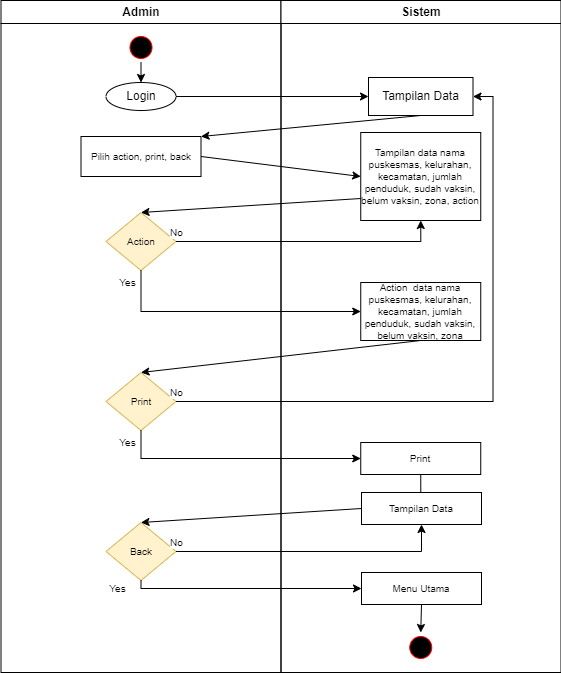 Admin
Sistem
Login
Tampilan Data
Pilih action, print, back
Tampilan data nama
puskesmas, kelurahan,
kecamatan, jumlah
penduduk, sudah vaksin,
belum vaksin, zona, action
Action
No
Yes
Action data nama
puskesmas, kelurahan,
kecamatan, jumlah
penduduk, sudah vaksin,
belum vaksin, zona
Print
No
Yes
Print
Tampilan Data
Back
No
Yes
Menu Utama